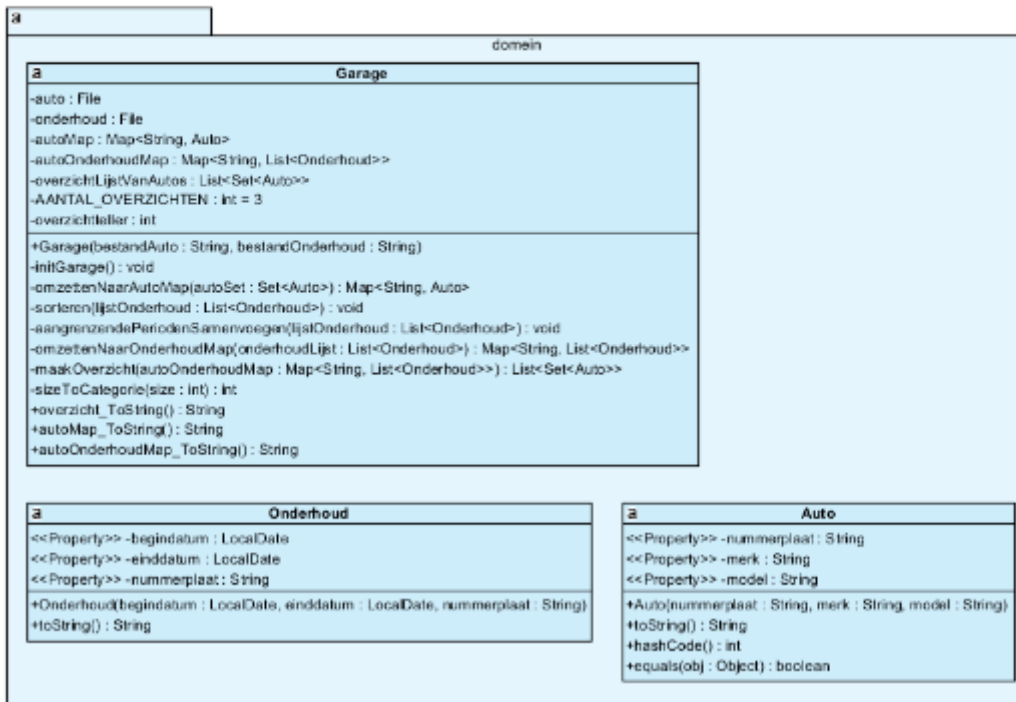 a
domein
a Garage
-auto : File
-onderhoud : File
-autoMap : Map<String, Auto>
-autoOnderhoudMap : Map<String, List<Onderhoud>>
-overzichtLijstVanAutos : List<Set<Auto>>
-AANTAL_OVERZICHTEN : int = 3
-overzichtteller : int
+Garage(bestandAuto : String, bestandOnderhoud : String)
-initGarage() : void
-omzettenNaarAutoMap(autoSet : Set<Auto>) : Map<String, Auto>
-sorteren(lijstOnderhoud : List<Onderhoud>) : void
-aangrenzendePeriodenSamenvoegen(lijstOnderhoud : List<Onderhoud>) : void
-omzettenNaarOnderhoudMap(onderhoudLijst : List<Onderhoud>) : Map<String, List<Onderhoud>>
-maakOverzicht(autoOnderhoudMap : Map<String, List<Onderhoud>>) : List<Set<Auto>>
-sizeToCategorie(size : int) : int
+overzicht_ToString() : String
+autoMap_ToString() : String
+autoOnderhoudMap_ToString() : String
a Onderhoud
<<Property>> -begindatum : LocalDate
<<Property>> -einddatum : LocalDate
<<Property>> -nummerplaat : String
+Onderhoud(begindatum : LocalDate, einddatum : LocalDate, nummerplaat : String)
+toString() : String
a Auto
<<Property>> -nummerplaat : String
<<Property>> -merk : String
<<Property>> -model : String
+Auto(nummerplaat : String, merk : String, model : String)
+toString() : String
+hashCode() : int
+equals(obj : Object) : boolean